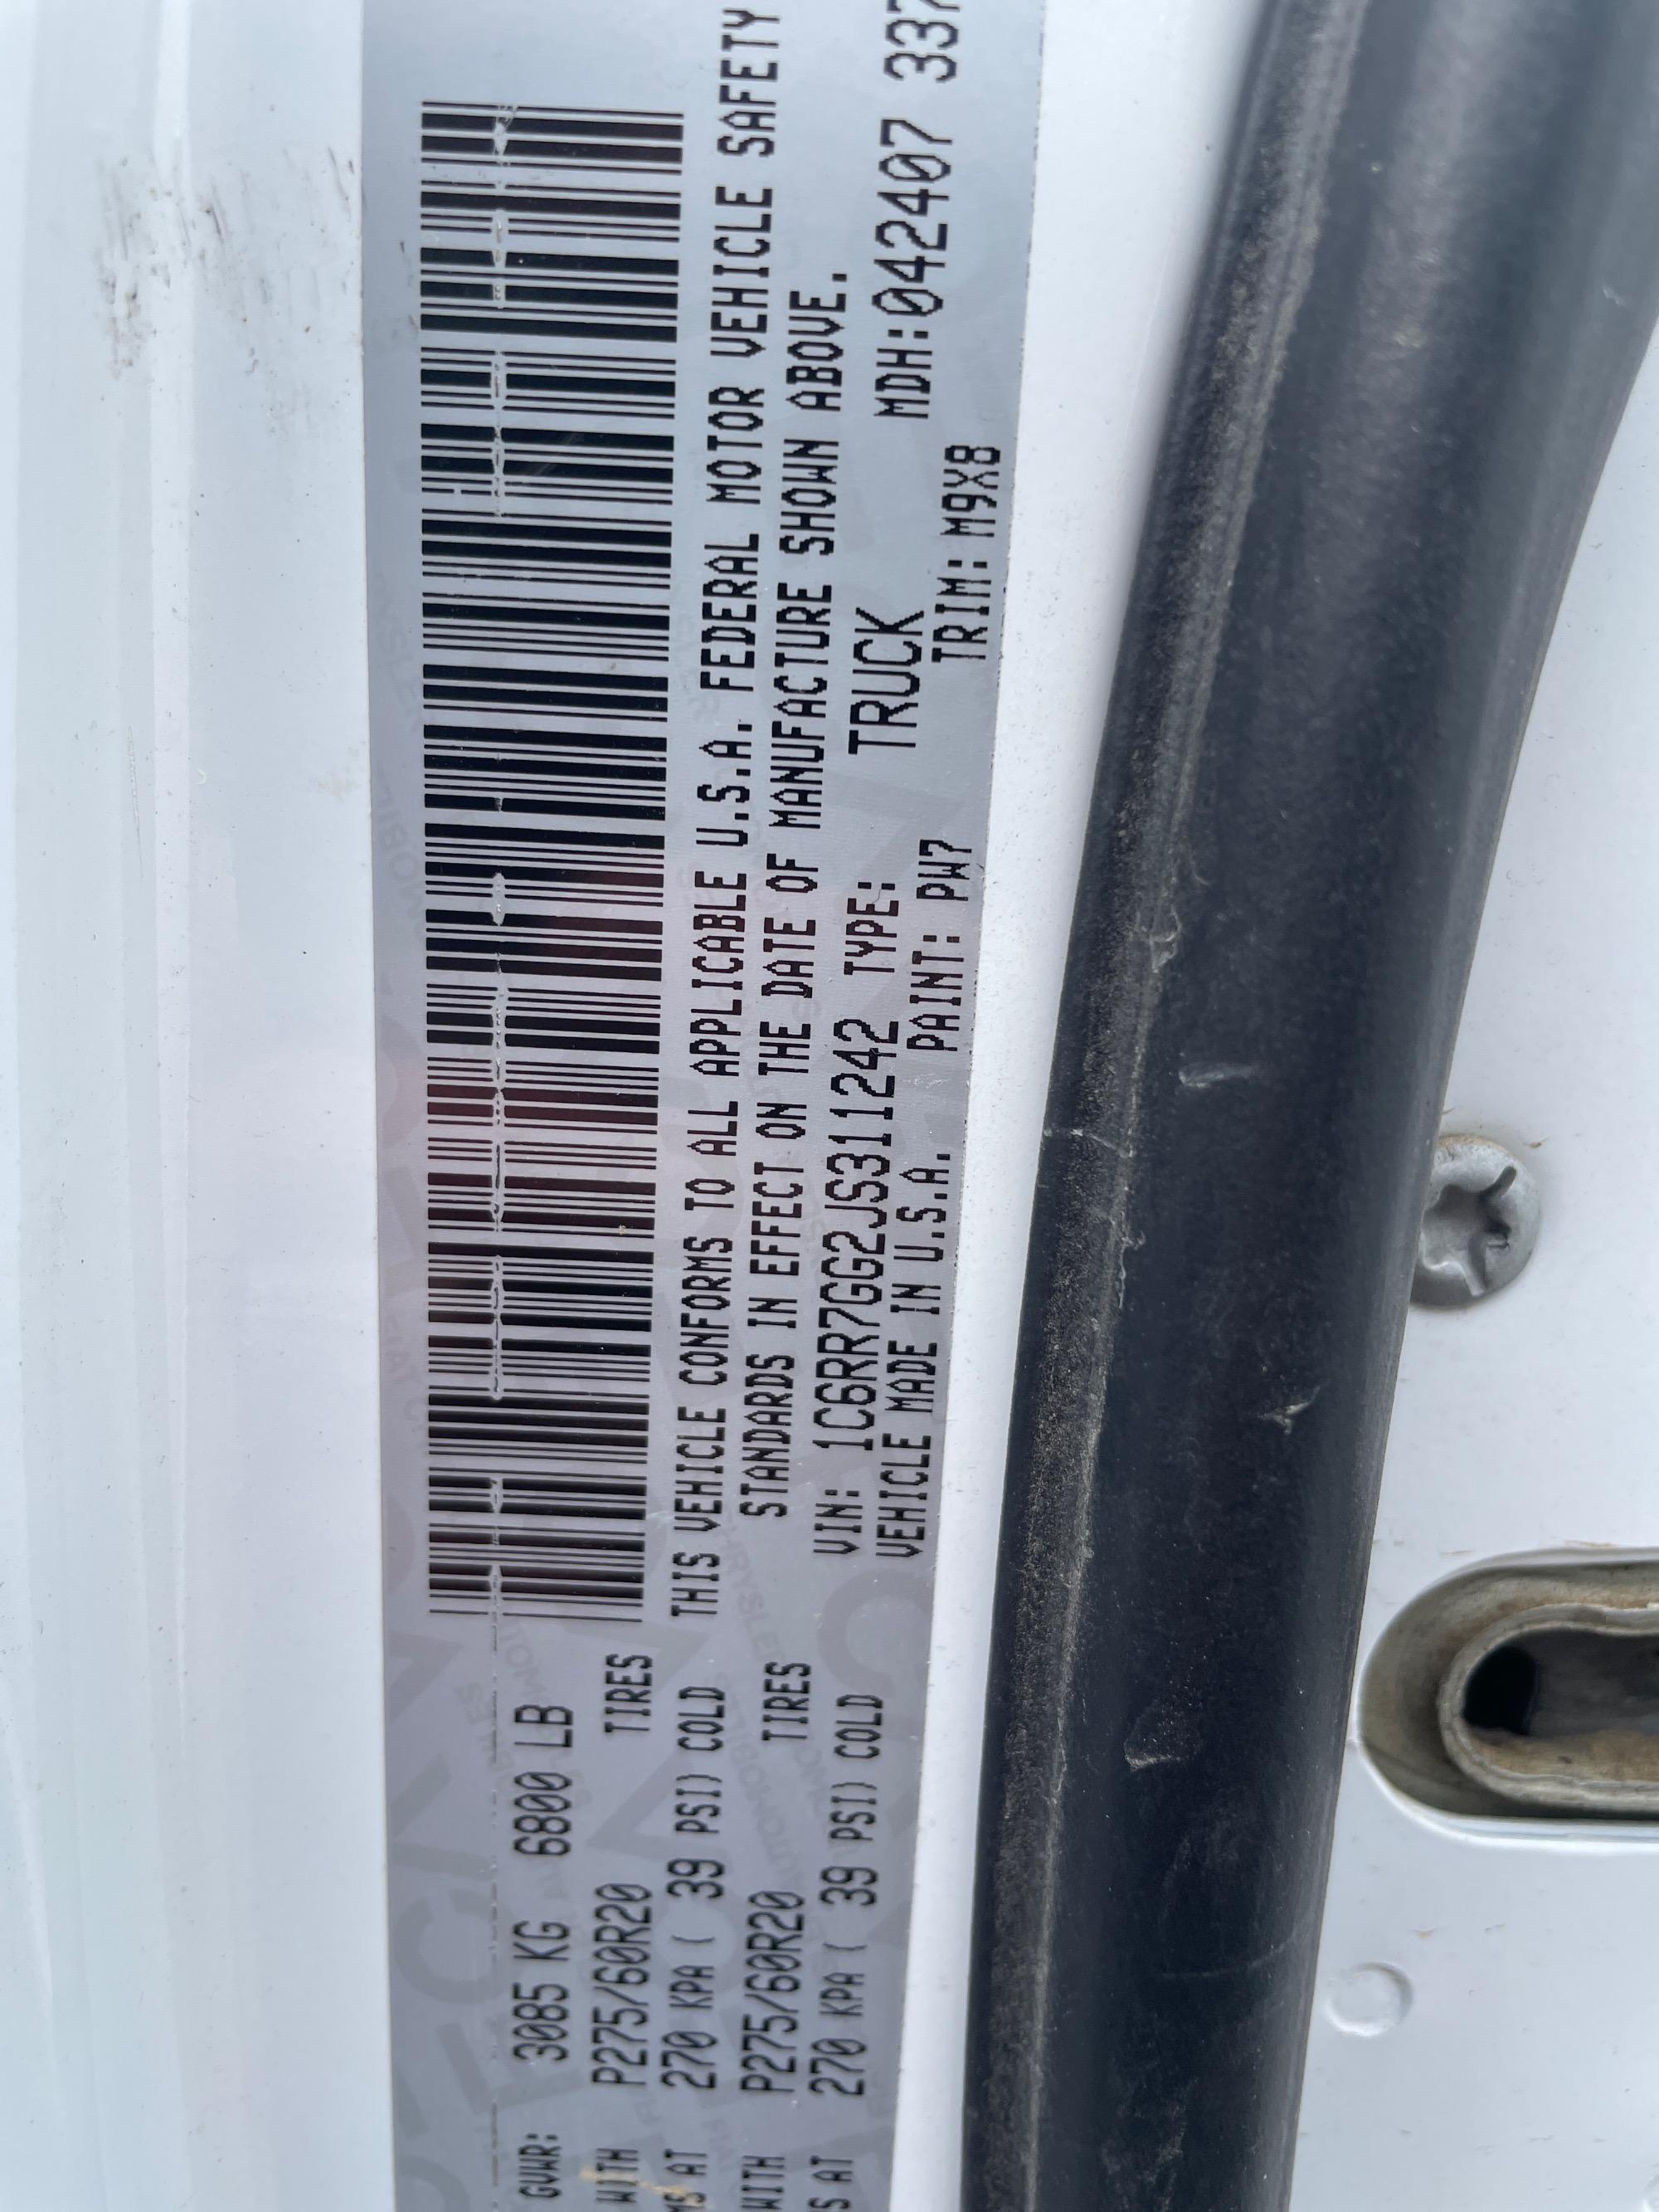 GVWR: 3085 KG 6800 LB
WITH P275/60R20 TIRES
AT 270 KPA ( 39 PSI) COLD
WITH P275/60R20 TIRES
S AT 270 KPA ( 39 PSI) COLD
THIS VEHICLE CONFORMS TO ALL APPLICABLE U.S.A. FEDERAL MOTOR VEHICLE SAFETY
STANDARDS IN EFFECT ON THE DATE OF MANUFACTURE SHOWN ABOVE.
VIN: 1C6RR7GG2JS311242 TYPE: TRUCK MDH:042407 337
VEHICLE MADE IN U.S.A. PAINT: PW7 TRIM: M9X8